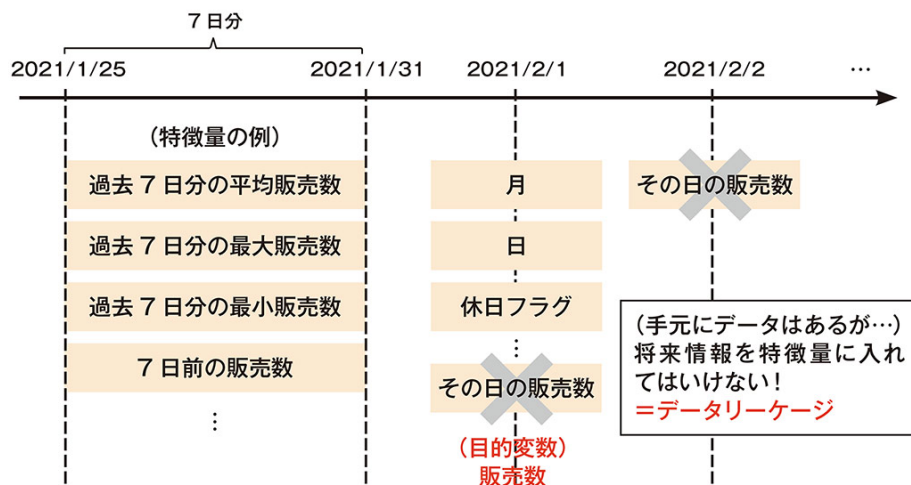 7日分
2021/1/25
2021/1/31
2021/2/1
2021/2/2
…
（特徴量の例）
過去7日分の平均販売数
過去7日分の最大販売数
過去7日分の最小販売数
7日前の販売数
⋮
月
日
休日フラグ
⋮
その日の販売数
（目的変数）
販売数
その日の販売数
（手元にデータはあるが…）
将来情報を特徴量に入れ
てはいけない！
＝データリーケージ